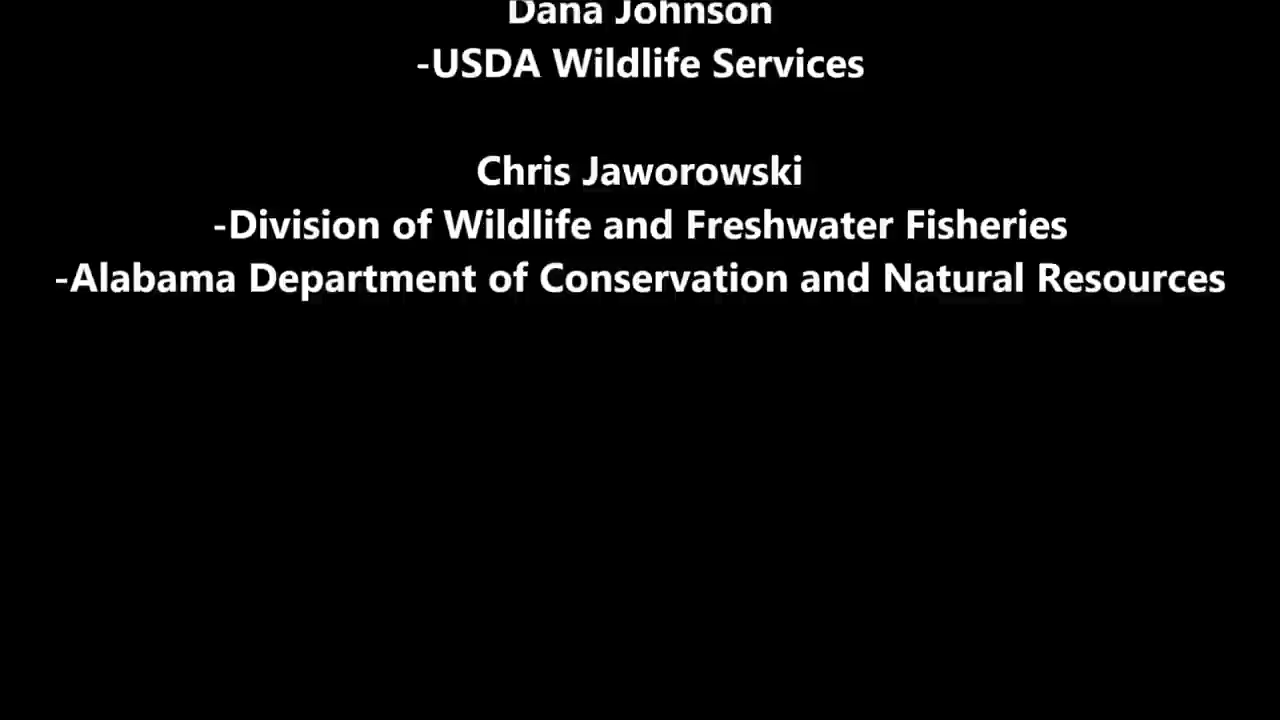 Dana Johnson
-USDA Wildlife Services
Chris Jaworowski
-Division of Wildlife and Freshwater Fisheries
-Alabama Department of Conservation and Natural Resources